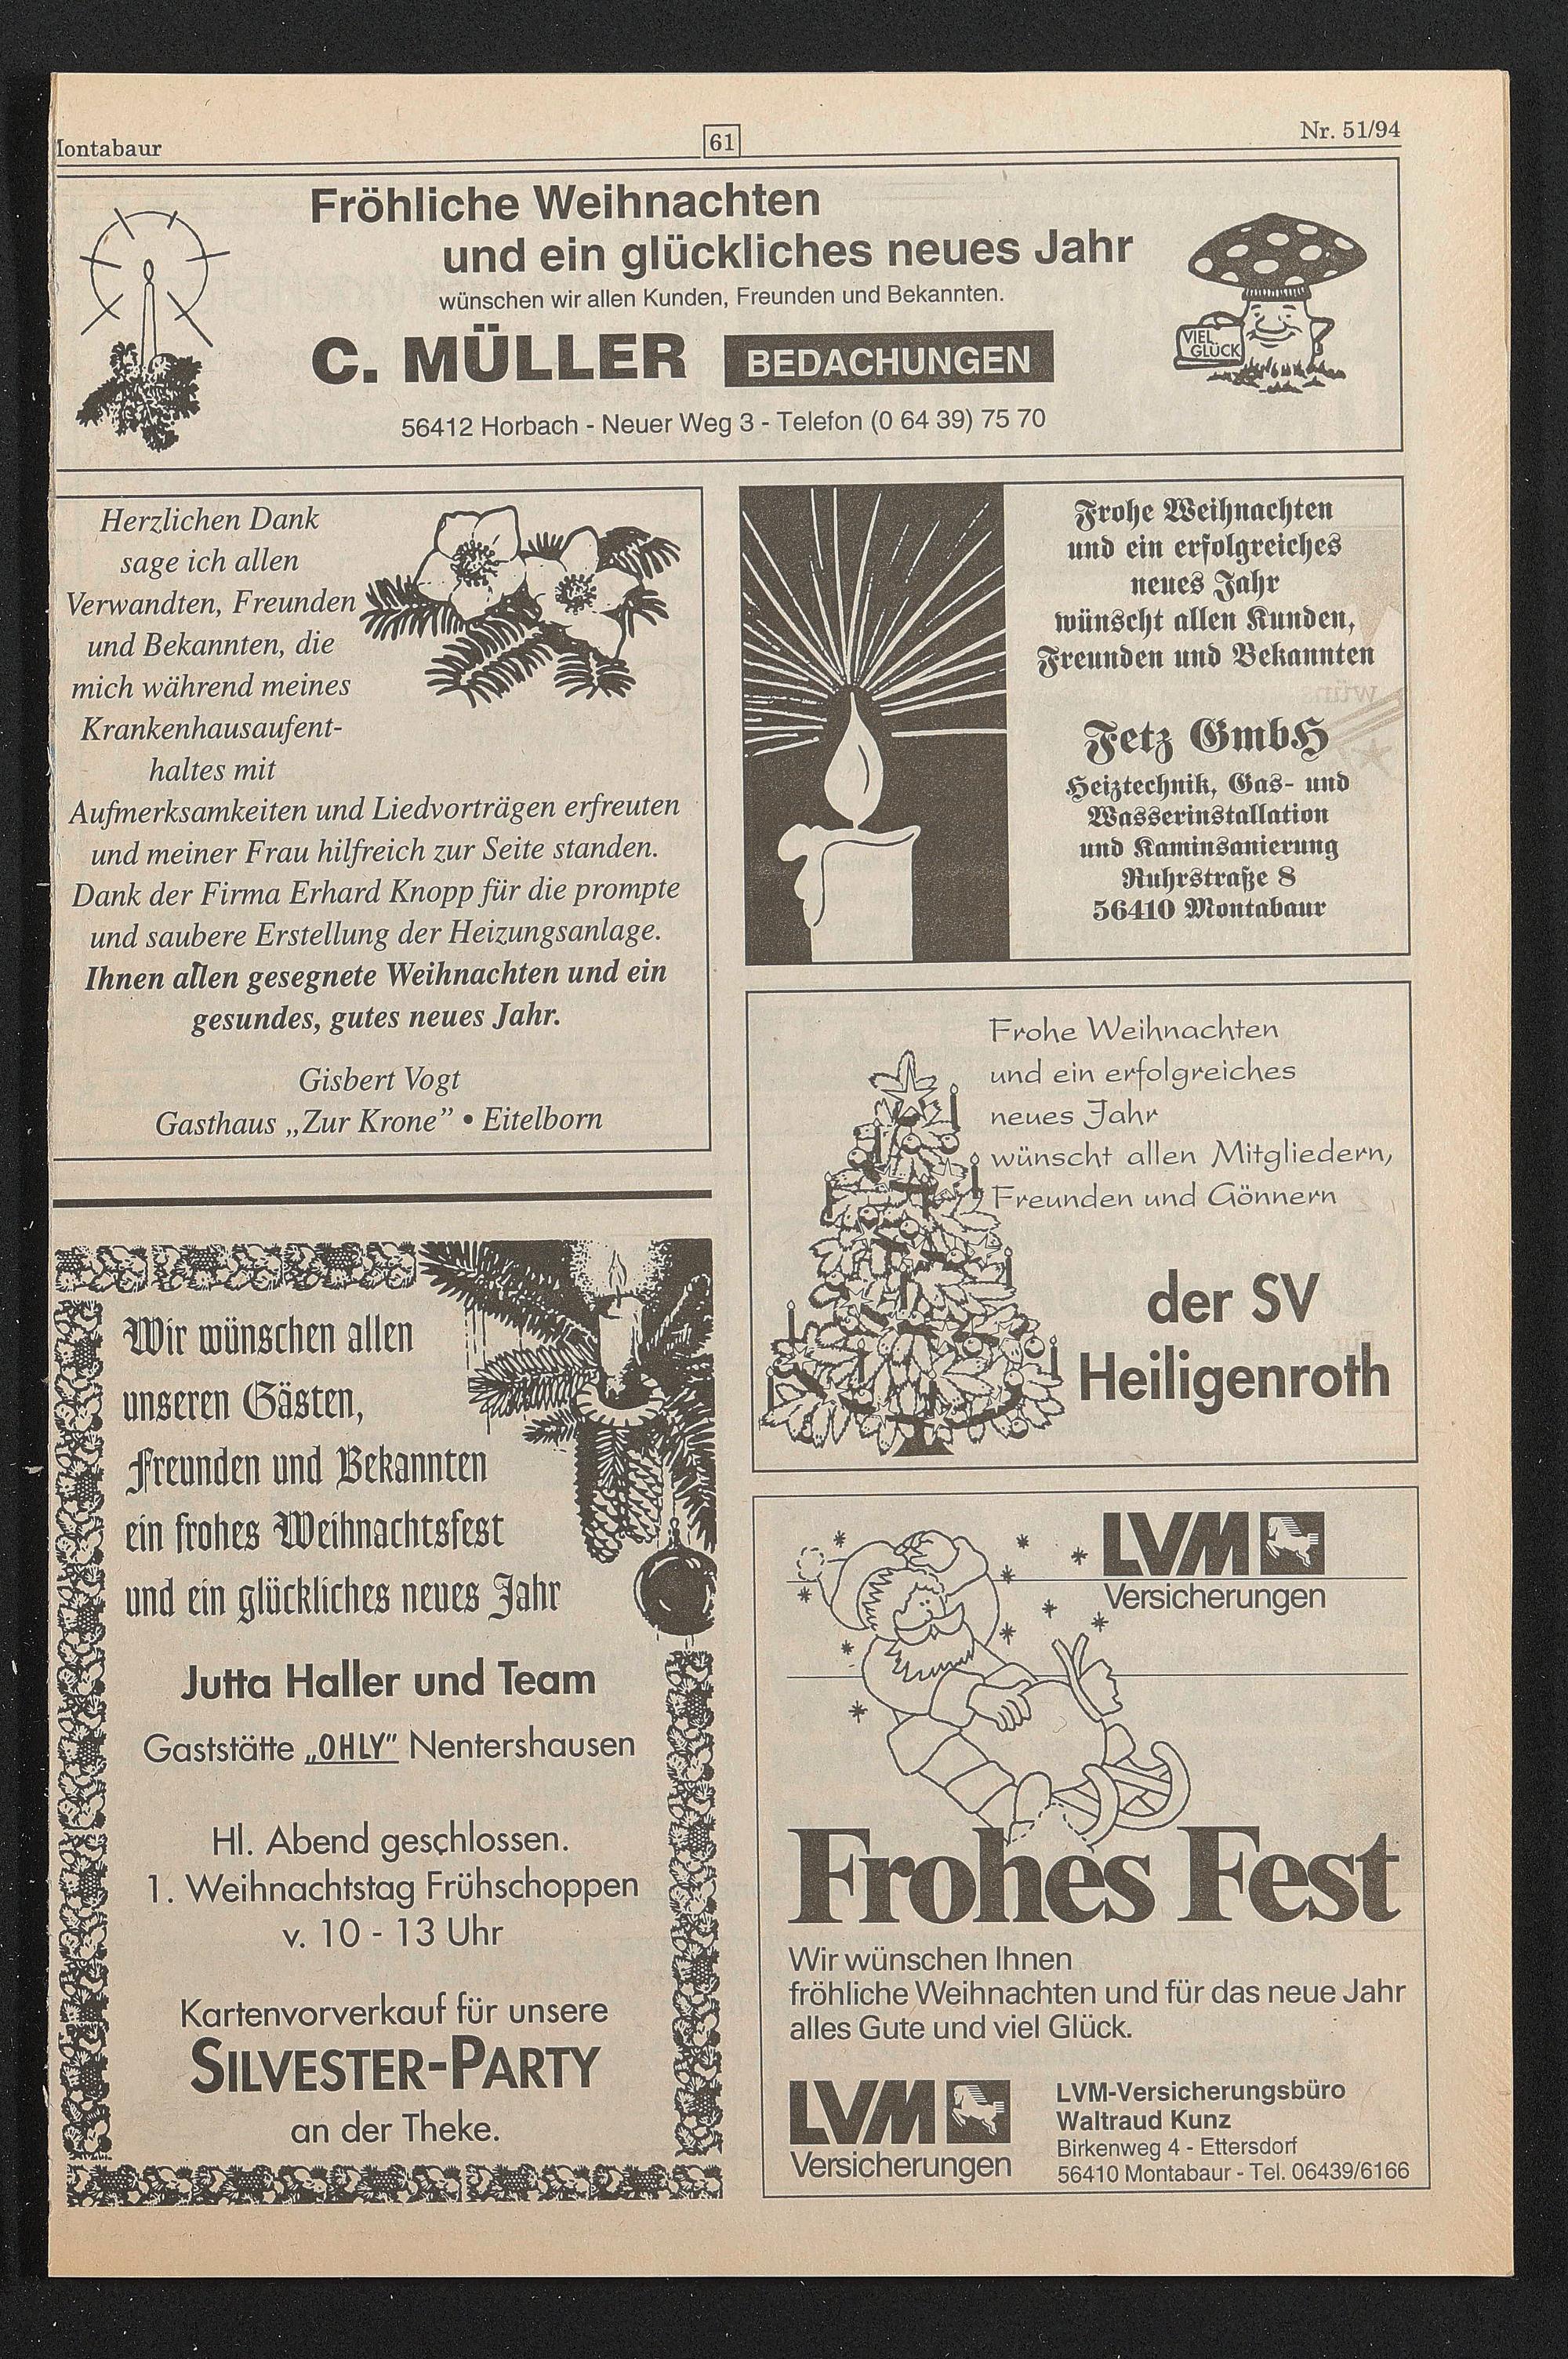 Montabaur
61
Nr. 51/94
Fröhliche Weihnachten
und ein glückliches neues Jahr
wünschen wir allen Kunden, Freunden und Bekannten.
C. MÜLLER BEDACHUNGEN
56412 Horbach - Neuer Weg 3 - Telefon (0 64 39) 75 70
VIEL
GLÜCK
Herzlichen Dank
sage ich allen
Verwandten, Freunden
und Bekannten, die
mich während meines
Krankenhausaufent-
haltes mit
Aufmerksamkeiten und Liedvorträgen erfreuten
und meiner Frau hilfreich zur Seite standen.
Dank der Firma Erhard Knopp für die prompte
und saubere Erstellung der Heizungsanlage.
Ihnen allen gesegnete Weihnachten und ein
gesundes, gutes neues Jahr.
Gisbert Vogt
Gasthaus „Zur Krone” • Eitelborn
Wir wünschen allen
unseren Gästen,
Freunden und Bekannten
ein frohes Weihnachtsfest
und ein glückliches neues Jahr
Jutta Haller und Team
Gaststätte „OHLY” Nentershausen
Hl. Abend geschlossen.
1. Weihnachtstag Frühschoppen
v. 10 - 13 Uhr
Kartenvorverkauf für unsere
SILVESTER-PARTY
an der Theke.
Frohe Weihnachten
und ein erfolgreiches
neues Jahr
wünscht allen Kunden,
Freunden und Bekannten
Fetz GmbH
Heiztechnik, Gas- und
Wasserinstallation
und Kaminsanierung
Ruhrstraße 8
56410 Montabaur
Frohe Weihnachten
und ein erfolgreiches
neues Jahr
wünscht allen Mitgliedern,
Freunden und Gönnern
der SV
Heiligenroth
LVM
Versicherungen
Frohes Fest
Wir wünschen Ihnen
fröhliche Weihnachten und für das neue Jahr
alles Gute und viel Glück.
LVM
Versicherungen
LVM-Versicherungsbüro
Waltraud Kunz
Birkenweg 4 - Ettersdorf
56410 Montabaur - Tel. 06439/6166